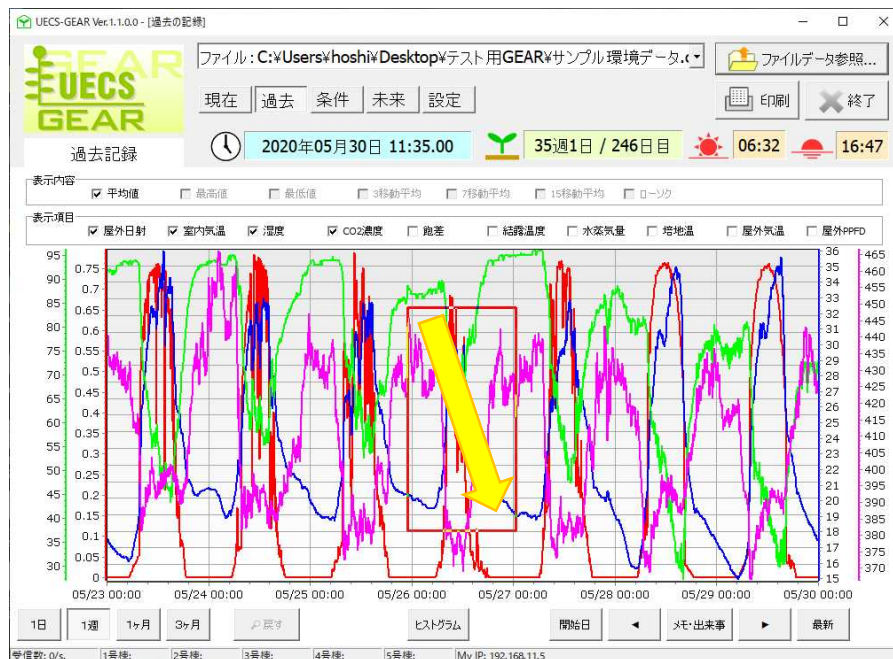 UECS-GEAR Ver.1.1.0.0 - [過去の記録]
GEAR
UECS
GEAR
過去記録
ファイル : C:¥Users¥hoshi¥Desktop¥テスト用GEAR¥サンプル環境データ.c
ファイルデータ参照...
現在 過去 条件 未来 設定
印刷 終了
2020年05月30日 11:35.00 35週1日 / 246日目 06:32 16:47
表示内容
平均値 最高値 最低値 3移動平均 7移動平均 15移動平均 ローソク
表示項目
屋外日射 室内気温 湿度 CO2濃度 飽差 結露温度 水蒸気量 培地温 屋外気温 屋外PPFD
95 90 85 80 75 70 65 60 55 50 45 40 35 30
0.75 0.7 0.65 0.6 0.55 0.5 0.45 0.4 0.35 0.3 0.25 0.2 0.15 0.1 0.05 0
36 35 34 33 32 31 30 29 28 27 26 25 24 23 22 21 20 19 18 17 16 15
465 460 455 450 445 440 435 430 425 420 415 410 405 400 395 390 385 380 375 370
05/23 00:00 05/24 00:00 05/25 00:00 05/26 00:00 05/27 00:00 05/28 00:00 05/29 00:00 05/30 00:00
1日 1週 1ヶ月 3ヶ月 戻す ヒストグラム 開始日 ◄ メモ・出来事 ► 最新
受信数: 0/s. 1号棟: 2号棟: 3号棟: 4号棟: 5号棟: My IP: 192.168.11.5